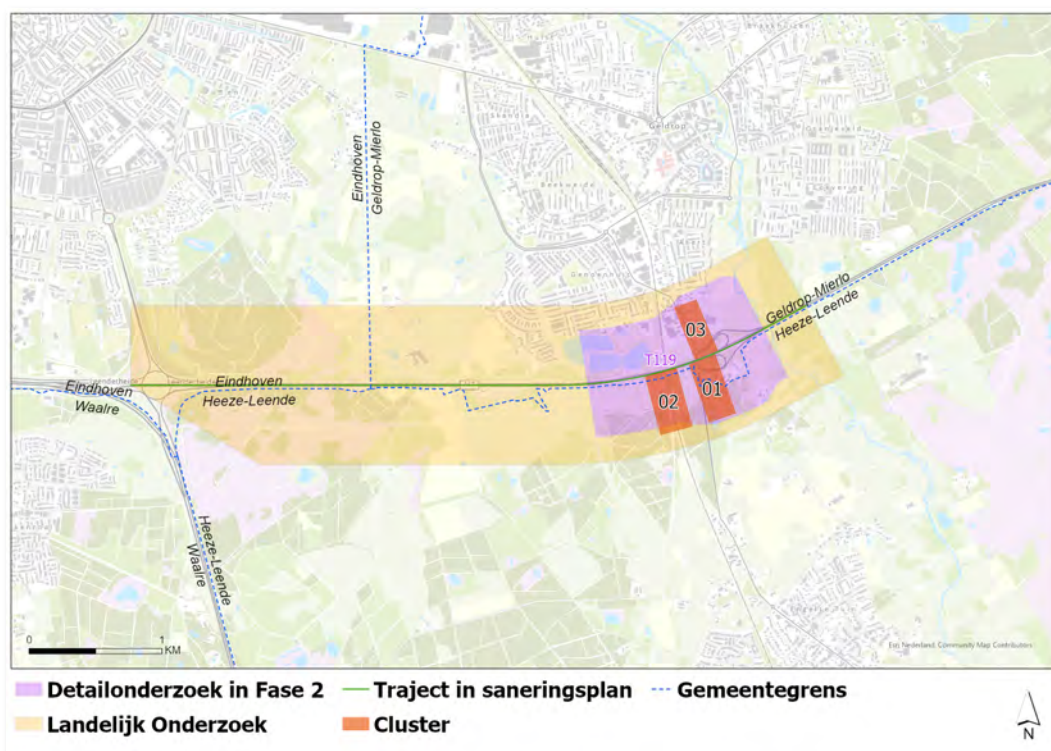 Geldrop
Eindhoven
Geldrop-Mierlo
Geldrop-Mierlo
Heeze-Leende
T119
03
02
01
Eindhoven
Heeze-Leende
Eindhoven
Waalre
Heeze-Leende
Waalre
0 1
KM
Esri Nederland, Community Map Contributors
Detailonderzoek in Fase 2 Traject in saneringsplan Gemeentegrens
Landelijk Onderzoek Cluster
N